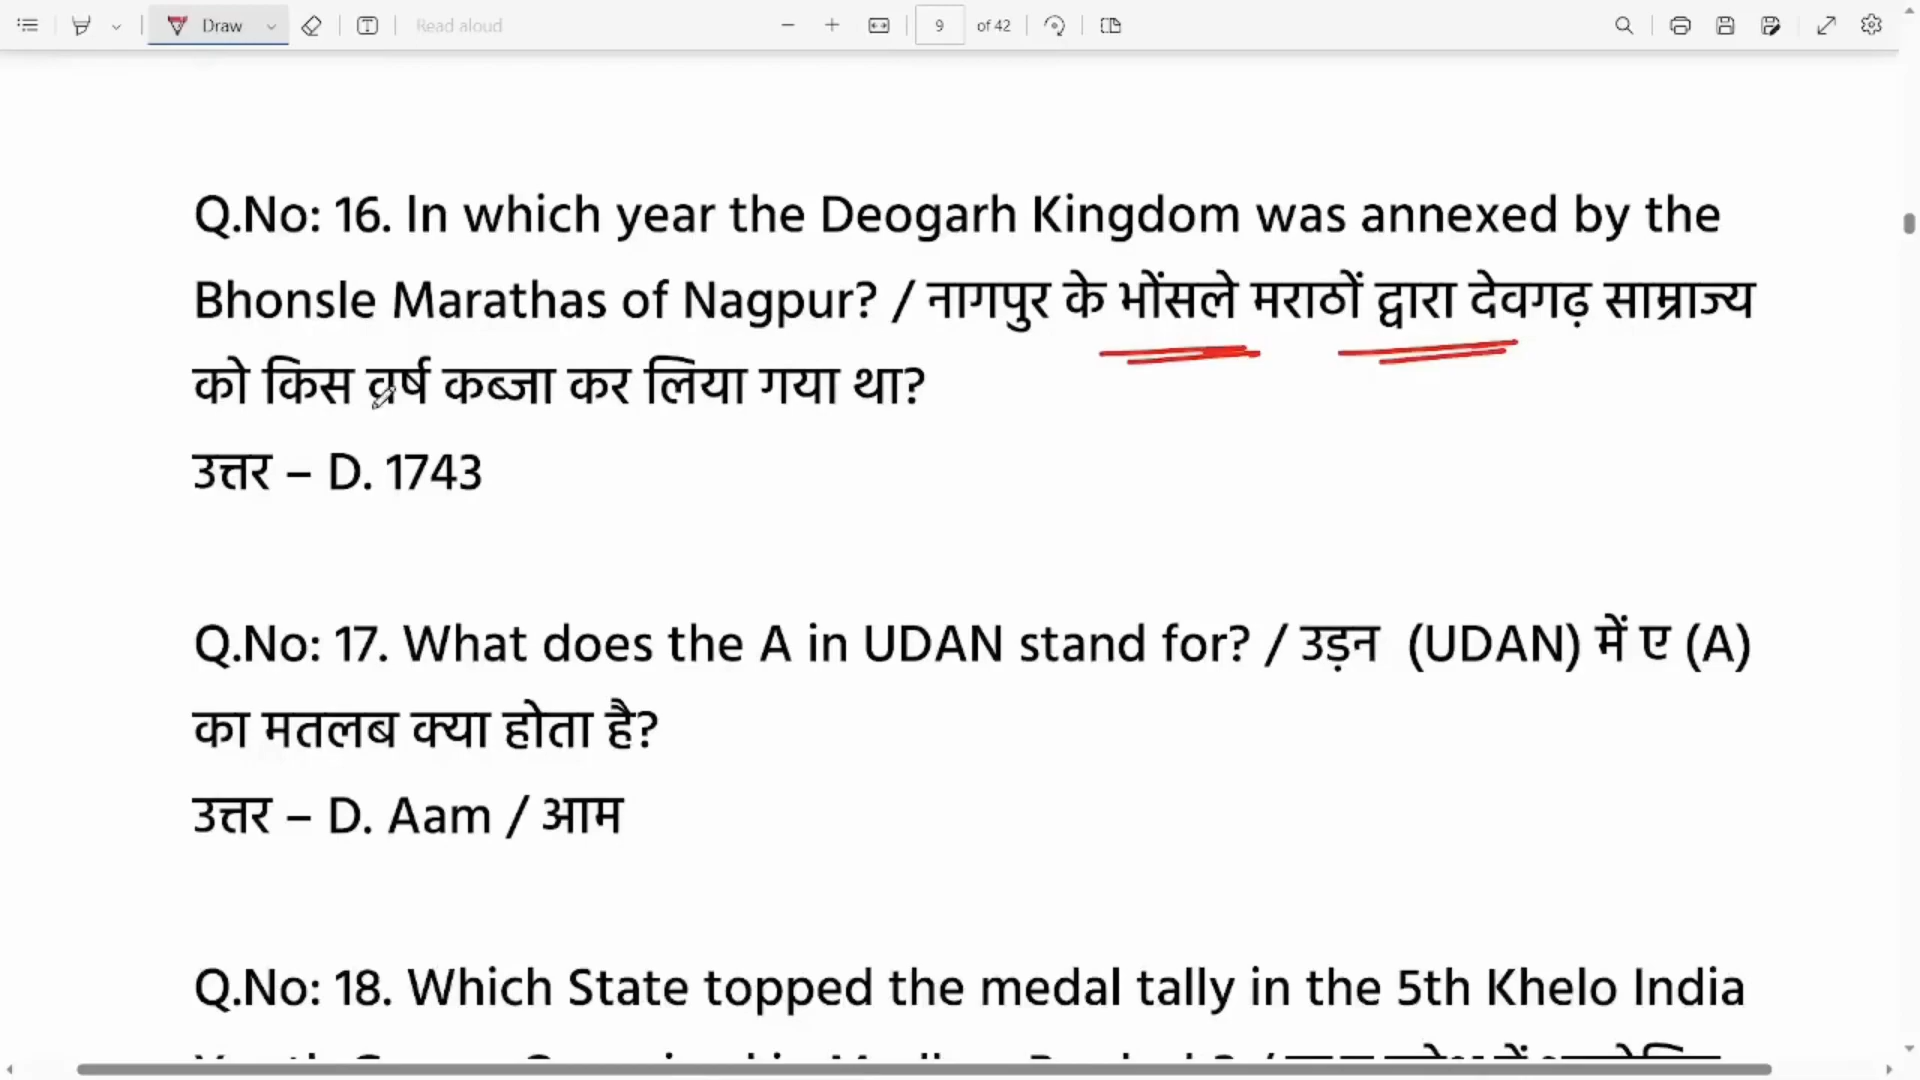 Draw
Read aloud
9 of 42
Q.No: 16. In which year the Deogarh Kingdom was annexed by the
Bhonsle Marathas of Nagpur? / नागपुर के भोंसले मराठों द्वारा देवगढ़ साम्राज्य
को किस वर्ष कब्जा कर लिया गया था?
उत्तर – D. 1743
Q.No: 17. What does the A in UDAN stand for? / उड़न (UDAN) में ए (A)
का मतलब क्या होता है?
उत्तर – D. Aam / आम
Q.No: 18. Which State topped the medal tally in the 5th Khelo India